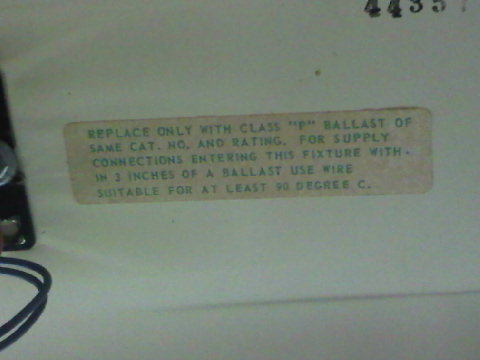 4435
REPLACE ONLY WITH CLASS "P" BALLAST OF
SAME CAT. NO. AND RATING. FOR SUPPLY
CONNECTIONS ENTERING THIS FIXTURE WITH-
IN 3 INCHES OF A BALLAST USE WIRE
SUITABLE FOR AT LEAST 90 DEGREE C.